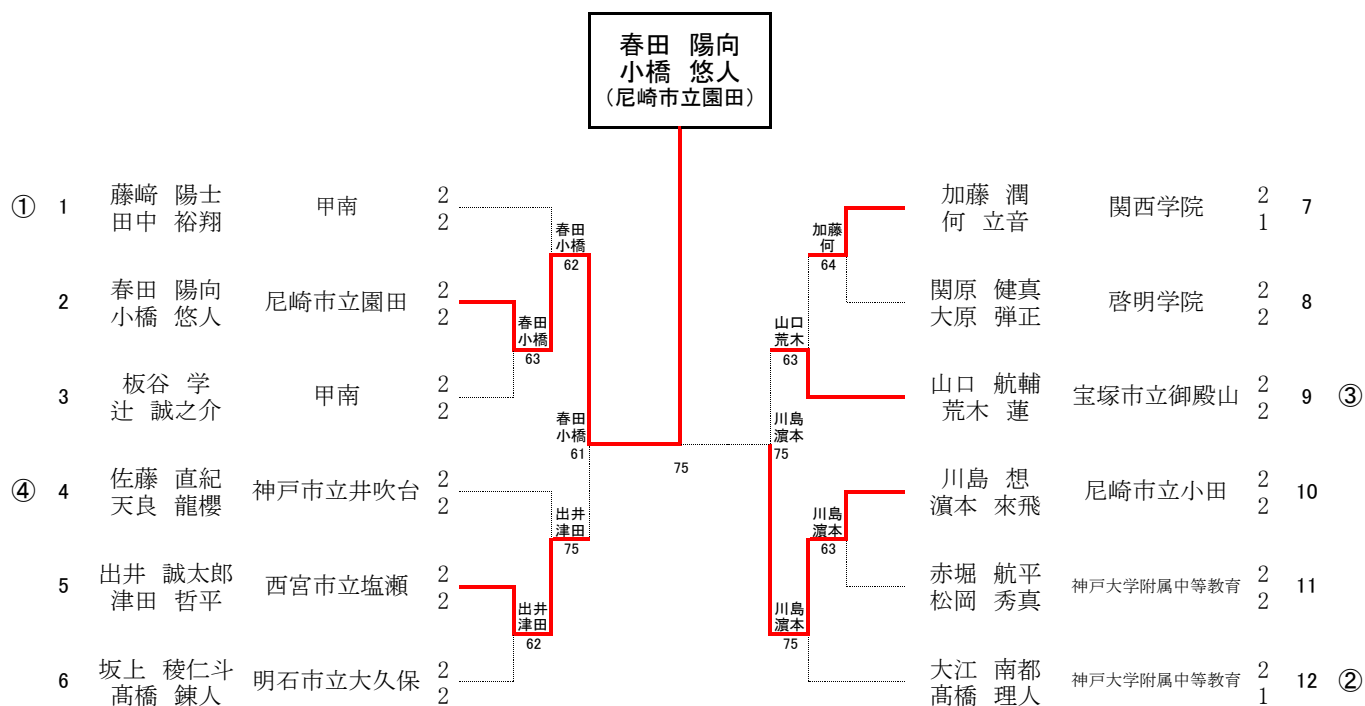 春田 陽向
小橋 悠人
（尼崎市立園田）
① 1 藤﨑 陽士 甲南 2
田中 裕翔 2
春田
小橋
62
2 春田 陽向 尼崎市立園田 2
小橋 悠人 2
春田
小橋
63
3 板谷 学 甲南 2
辻 誠之介 2
春田
小橋
61
④ 4 佐藤 直紀 神戸市立井吹台 2
天良 龍櫻 2
出井
津田
75
5 出井 誠太郎 西宮市立塩瀬 2
津田 哲平 2
出井
津田
62
6 坂上 稜仁斗 明石市立大久保 2
髙橋 錬人 2
75
加藤 潤 関西学院 2 7
何 立音 1
加藤
何
64
関原 健真 啓明学院 2 8
大原 弾正 2
山口
荒木
63
山口 航輔 宝塚市立御殿山 2 9 ③
荒木 蓮 2
川島
濵本
75
川島 想 尼崎市立小田 2 10
濵本 來飛 2
川島
濵本
63
赤堀 航平 神戸大学附属中等教育 2 11
松岡 秀真 2
川島
濵本
75
大江 南都 神戸大学附属中等教育 2 12 ②
髙橋 理人 1